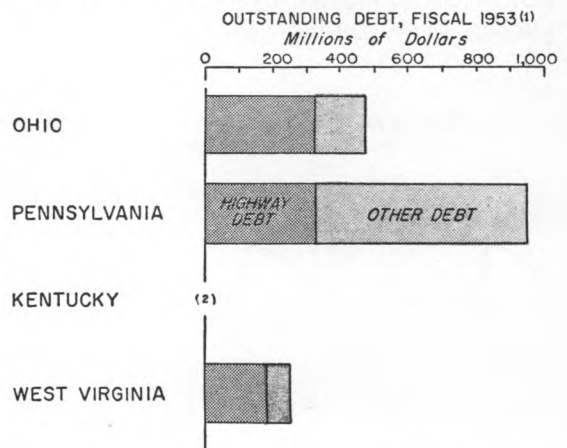 OUTSTANDING DEBT, FISCAL 1953(1)
Millions of Dollars
0 200 400 600 800 1,000
OHIO
PENNSYLVANIA
HIGHWAY DEBT
OTHER DEBT
KENTUCKY (2)
WEST VIRGINIA